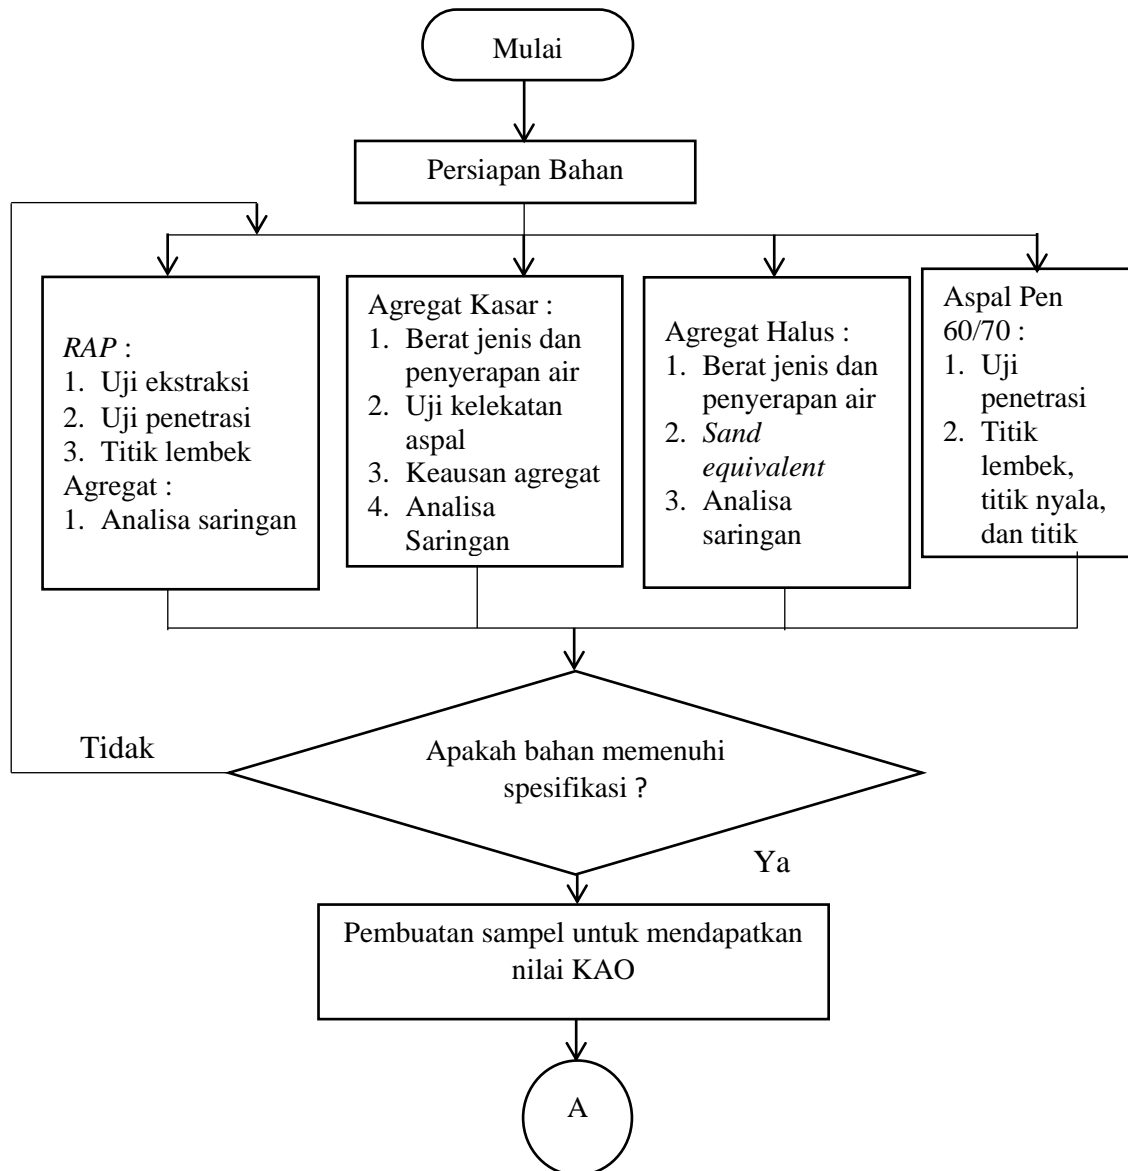 Mulai
Persiapan Bahan
RAP :
1. Uji ekstraksi
2. Uji penetrasi
3. Titik lembek
Agregat :
1. Analisa saringan
Agregat Kasar :
1. Berat jenis dan
penyerapan air
2. Uji kelekatan
aspal
3. Keausan agregat
4. Analisa
Saringan
Agregat Halus :
1. Berat jenis dan
penyerapan air
2. Sand
equivalent
3. Analisa
saringan
Aspal Pen
60/70 :
1. Uji
penetrasi
2. Titik
lembek,
titik nyala,
dan titik
Tidak
Apakah bahan memenuhi
spesifikasi ?
Ya
Pembuatan sampel untuk mendapatkan
nilai KAO
A